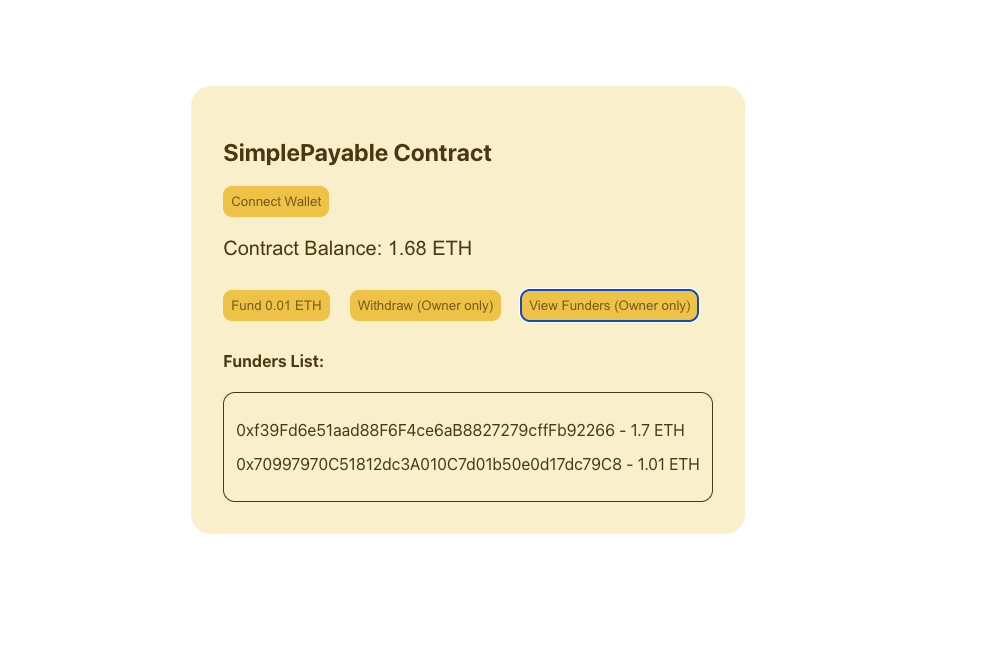 SimplePayable Contract
Connect Wallet
Contract Balance: 1.68 ETH
Fund 0.01 ETH
Withdraw (Owner only)
View Funders (Owner only)
Funders List:
0xf39Fd6e51aad88F6F4ce6aB8827279cffFb92266 - 1.7 ETH
0x70997970C51812dc3A010C7d01b50e0d17dc79C8 - 1.01 ETH